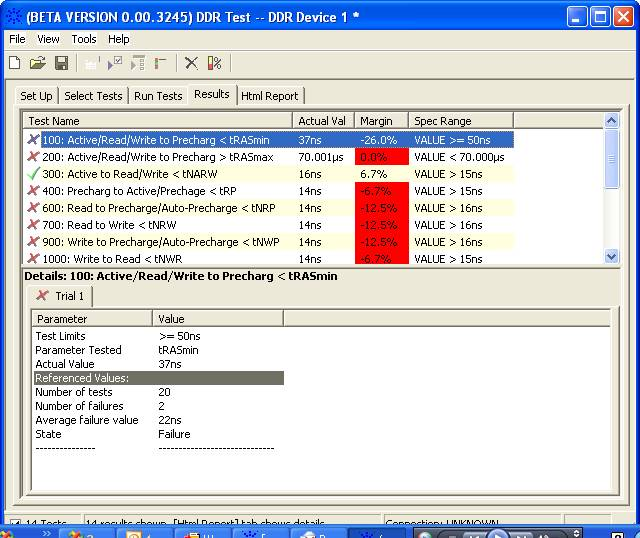 (BETA VERSION 0.00.3245) DDR Test -- DDR Device 1 *
File View Tools Help
Set Up Select Tests Run Tests Results Html Report
Test Name Actual Val Margin Spec Range
100: Active/Read/Write to Precharg < tRASmin 37ns -26.0% VALUE >= 50ns
200: Active/Read/Write to Precharg > tRASmax 70.001µs 0.0% VALUE < 70.000µs
300: Active to Read/Write < tNARW 16ns 6.7% VALUE > 15ns
400: Precharg to Active/Prechage < tRP 14ns -6.7% VALUE > 15ns
600: Read to Precharge/Auto-Precharge < tNRP 14ns -12.5% VALUE > 16ns
700: Read to Write < tNRW 14ns -12.5% VALUE > 16ns
900: Write to Precharge/Auto-Precharge < tNWP 14ns -12.5% VALUE > 16ns
1000: Write to Read < tNWR 14ns -6.7% VALUE > 15ns
Details: 100: Active/Read/Write to Precharg < tRASmin
Trial 1
Parameter Value
Test Limits >= 50ns
Parameter Tested tRASmin
Actual Value 37ns
Referenced Values:
Number of tests 20
Number of failures 2
Average failure value 22ns
State Failure
--------------- -----------------------------
14 Tests 14 results shown. [Html Report] tab shows details Connection: UNKNOWN